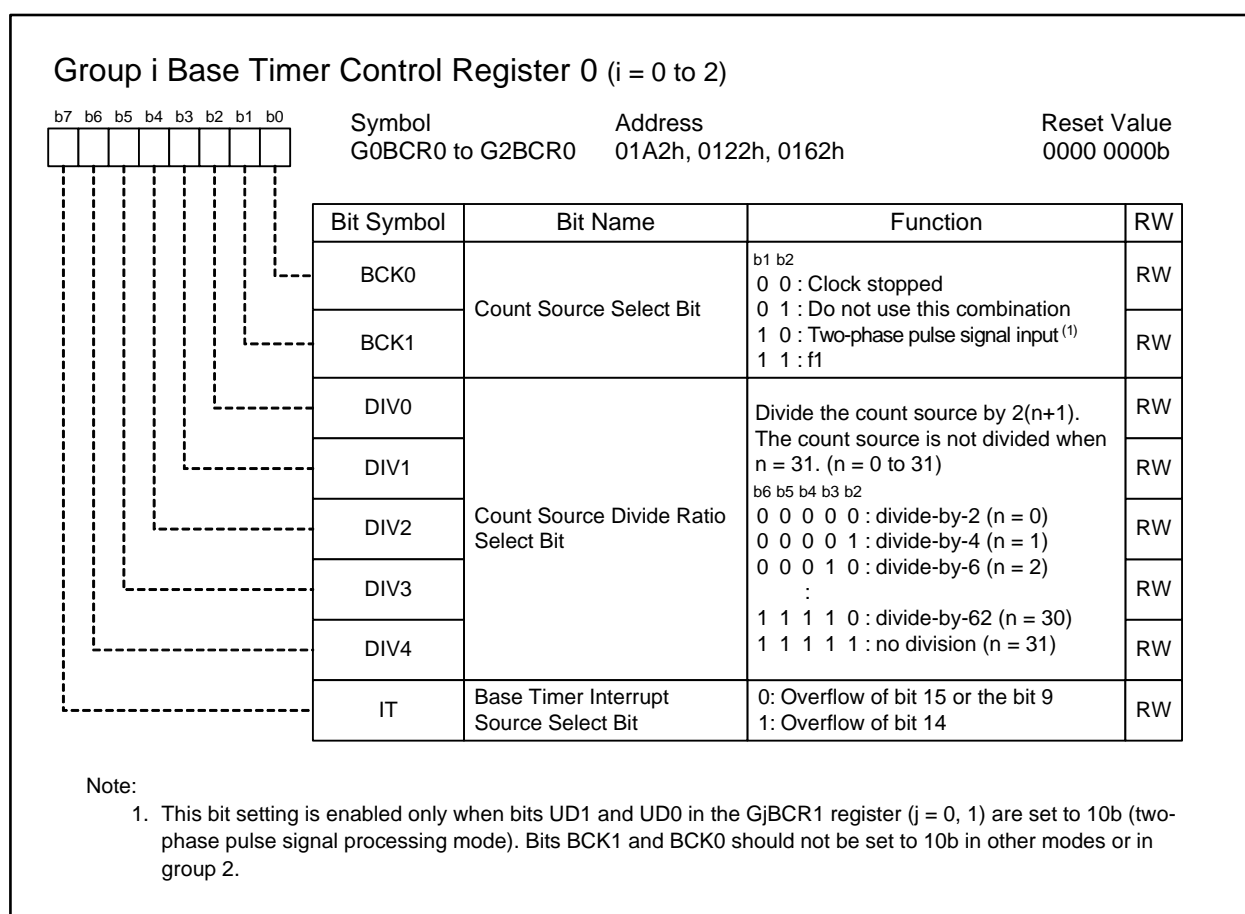 Group i Base Timer Control Register 0 (i = 0 to 2)
b7 b6 b5 b4 b3 b2 b1 b0
Symbol Address Reset Value
G0BCR0 to G2BCR0 01A2h, 0122h, 0162h 0000 0000b
Bit Symbol Bit Name Function RW
BCK0 RW
BCK1 RW
Count Source Select Bit
b1 b2
0 0 : Clock stopped
0 1 : Do not use this combination
1 0 : Two-phase pulse signal input (1)
1 1 : f1
DIV0 RW
DIV1 RW
DIV2 RW
DIV3 RW
DIV4 RW
Count Source Divide Ratio
Select Bit
Divide the count source by 2(n+1).
The count source is not divided when
n = 31. (n = 0 to 31)
b6 b5 b4 b3 b2
0 0 0 0 0 : divide-by-2 (n = 0)
0 0 0 0 1 : divide-by-4 (n = 1)
0 0 0 1 0 : divide-by-6 (n = 2)
:
1 1 1 1 0 : divide-by-62 (n = 30)
1 1 1 1 1 : no division (n = 31)
IT RW
Base Timer Interrupt
Source Select Bit
0: Overflow of bit 15 or the bit 9
1: Overflow of bit 14
Note:
1. This bit setting is enabled only when bits UD1 and UD0 in the GjBCR1 register (j = 0, 1) are set to 10b (two-
phase pulse signal processing mode). Bits BCK1 and BCK0 should not be set to 10b in other modes or in
group 2.